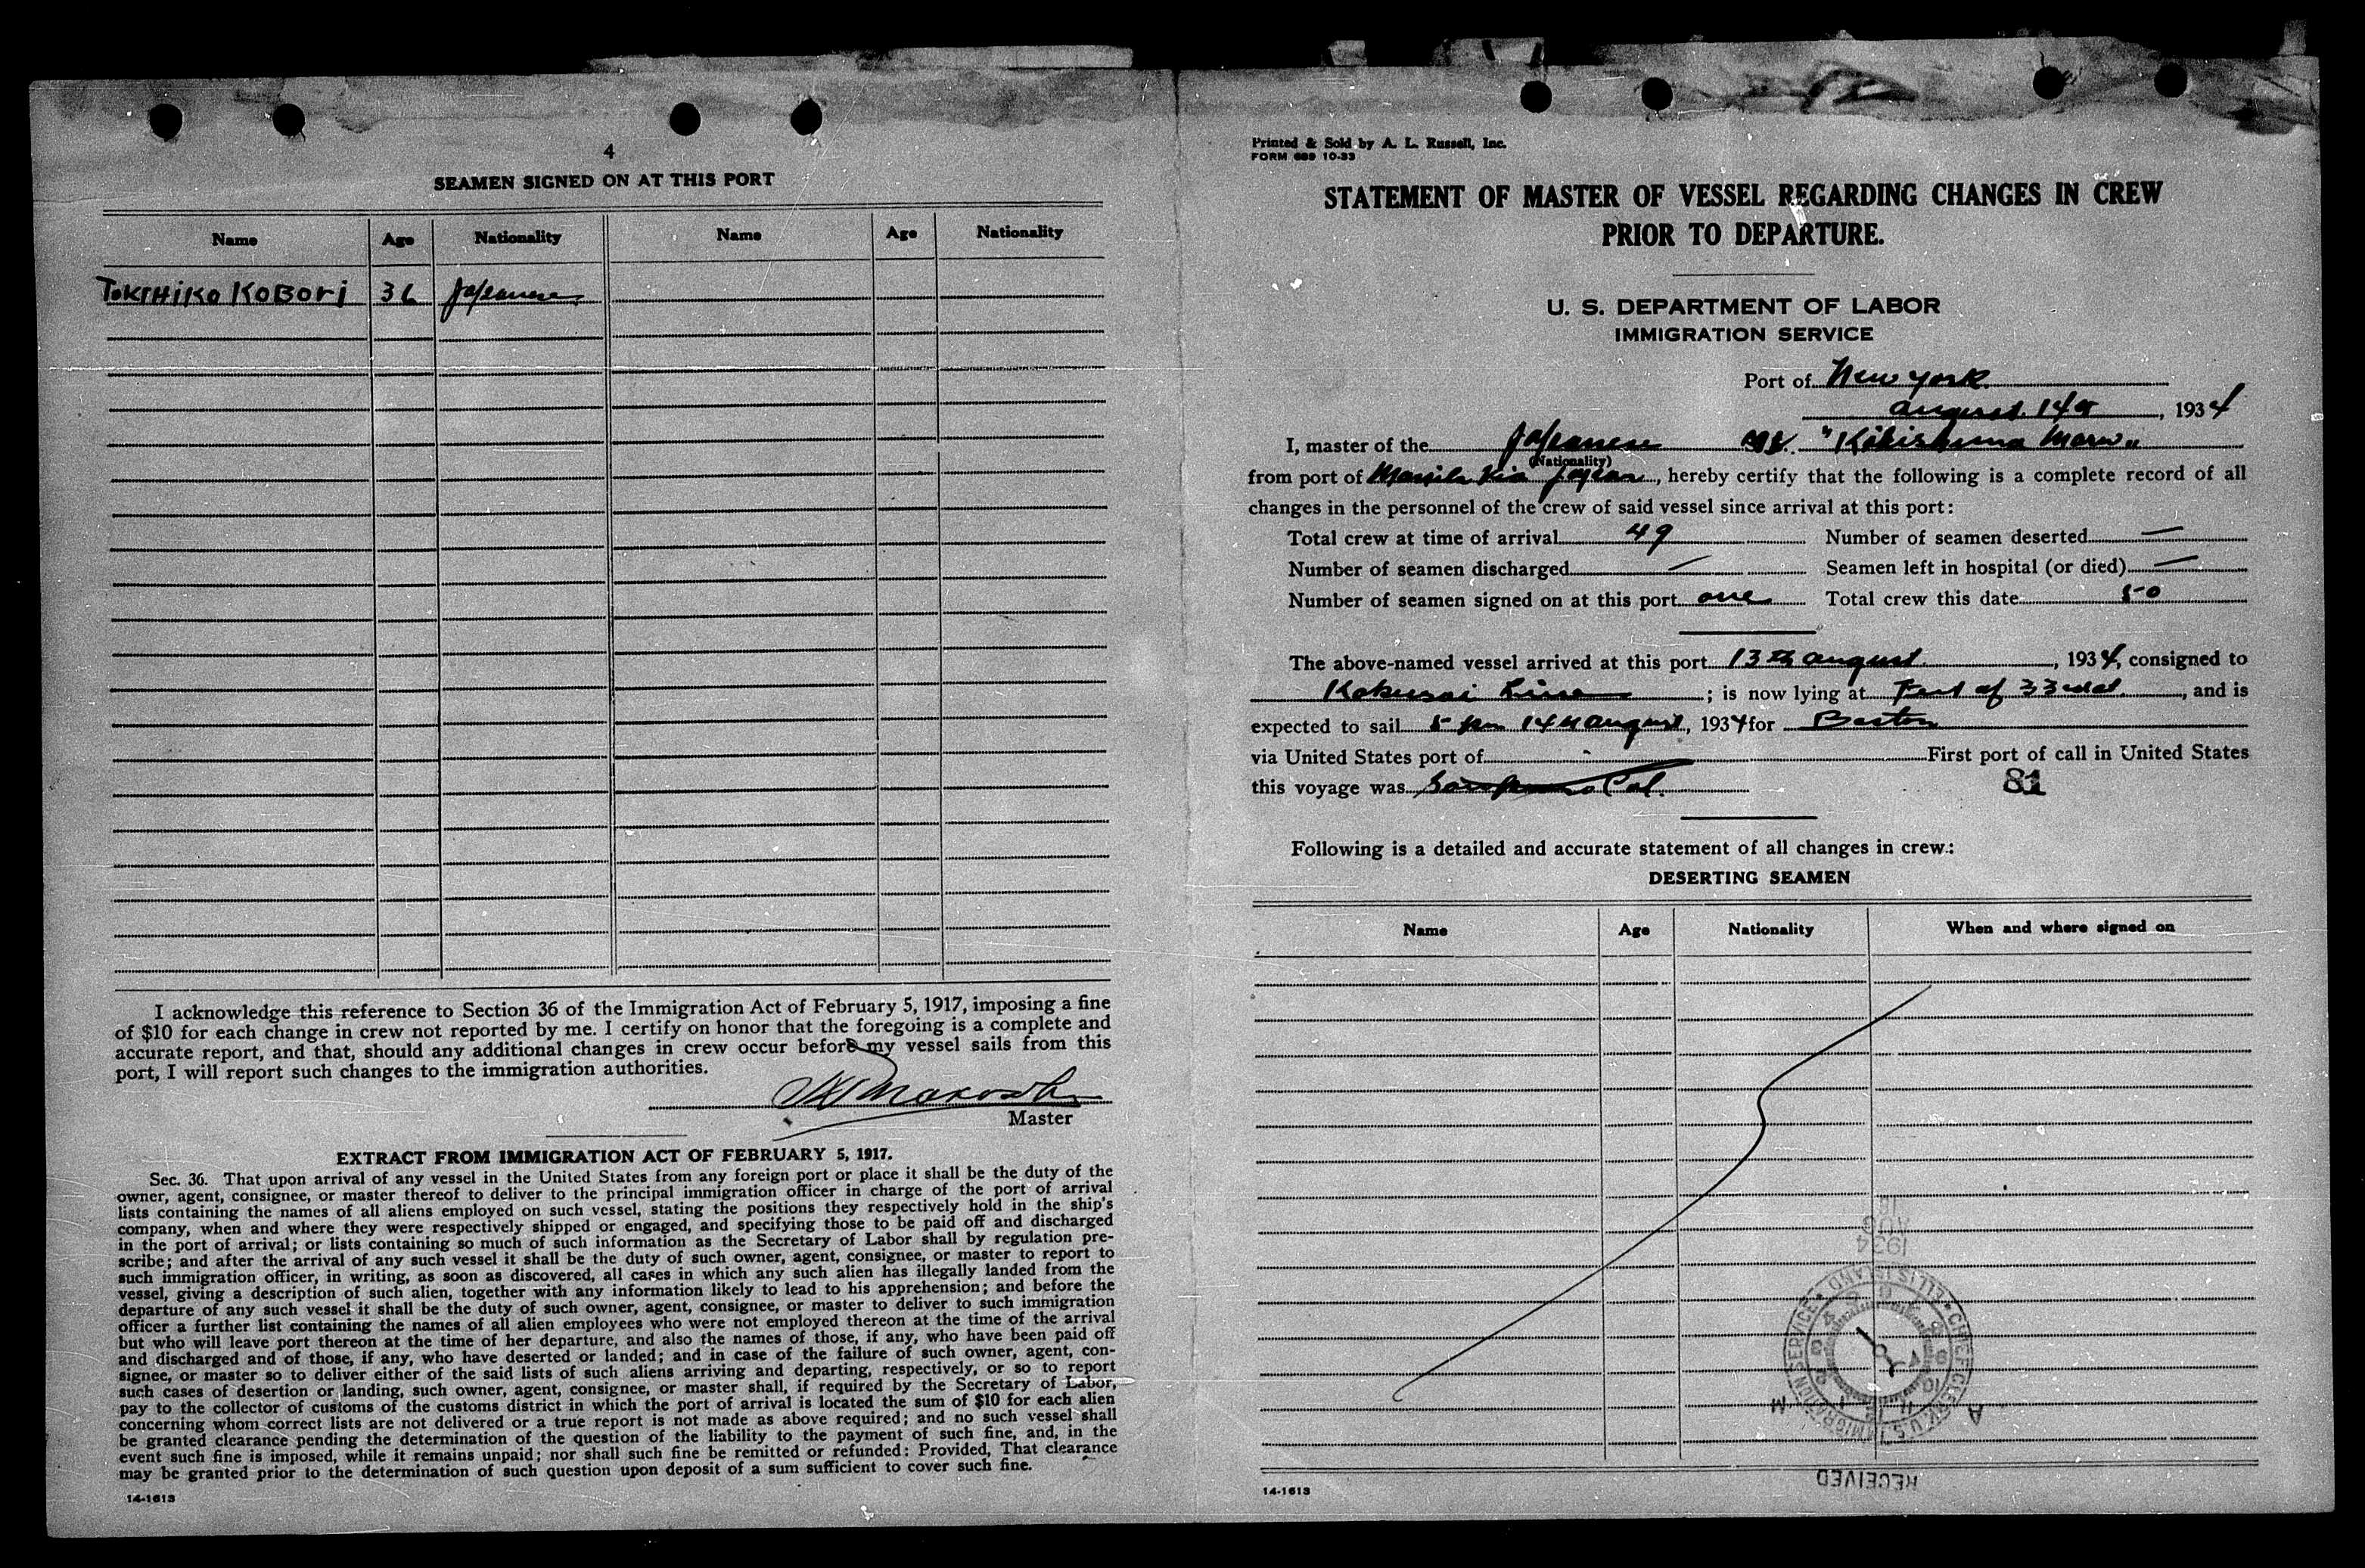 4
SEAMEN SIGNED ON AT THIS PORT
Name Age Nationality Name Age Nationality
TOKIHIKO KOBORI 36 Japanese
I acknowledge this reference to Section 36 of the Immigration Act of February 5, 1917, imposing a fine
of $10 for each change in crew not reported by me. I certify on honor that the foregoing is a complete and
accurate report, and that, should any additional changes in crew occur before my vessel sails from this
port, I will report such changes to the immigration authorities.
Master
EXTRACT FROM IMMIGRATION ACT OF FEBRUARY 5, 1917.
Sec. 36. That upon arrival of any vessel in the United States from any foreign port or place it shall be the duty of the
owner, agent, consignee, or master thereof to deliver to the principal immigration officer in charge of the port of arrival
lists containing the names of all aliens employed on such vessel, stating the positions they respectively hold in the ship's
company, when and where they were respectively shipped or engaged, and specifying those to be paid off and discharged
in the port of arrival; or lists containing so much of such information as the Secretary of Labor shall by regulation pre-
scribe; and after the arrival of any such vessel it shall be the duty of such owner, agent, consignee, or master to report to
such immigration officer, in writing, as soon as discovered, all cases in which any such alien has illegally landed from the
vessel, giving a description of such alien, together with any information likely to lead to his apprehension; and before the
departure of any such vessel it shall be the duty of such owner, agent, consignee, or master to deliver to such immigration
officer a further list containing the names of all alien employees who were not employed thereon at the time of the arrival
but who will leave port thereon at the time of her departure, and also the names of those, if any, who have been paid off
and discharged and of those, if any, who have deserted or landed; and in case of the failure of such owner, agent, con-
signee, or master so to deliver either of the said lists of such aliens arriving and departing, respectively, or so to report
such cases of desertion or landing, such owner, agent, consignee, or master shall, if required by the Secretary of Labor,
pay to the collector of customs of the customs district in which the port of arrival is located the sum of $10 for each alien
concerning whom correct lists are not delivered or a true report is not made as above required; and no such vessel shall
be granted clearance pending the determination of the question of the liability to the payment of such fine, and, in the
event such fine is imposed, while it remains unpaid; nor shall such fine be remitted or refunded: Provided, That clearance
may be granted prior to the determination of such question upon deposit of a sum sufficient to cover such fine.
14-1613
Printed & Sold by A. L. Russell, Inc.
FORM 689 10-33
STATEMENT OF MASTER OF VESSEL REGARDING CHANGES IN CREW
PRIOR TO DEPARTURE.
U. S. DEPARTMENT OF LABOR
IMMIGRATION SERVICE
Port of New York
August 14th, 1934
I, master of the Japanese M.S. "Kibishima Maru"
(Nationality)
from port of Manila via Japan, hereby certify that the following is a complete record of all
changes in the personnel of the crew of said vessel since arrival at this port:
Total crew at time of arrival 49 Number of seamen deserted —
Number of seamen discharged — Seamen left in hospital (or died) —
Number of seamen signed on at this port one Total crew this date 50
The above-named vessel arrived at this port 13th August, 1934, consigned to
Kokusai Line; is now lying at Foot of 33, and is
expected to sail 5 pm 14th August, 1934 for Boston
via United States port of - First port of call in United States
this voyage was Cal.
81
Following is a detailed and accurate statement of all changes in crew:
DESERTING SEAMEN
Name Age Nationality When and where signed on
16
AUG
1934
CHIEF CLERK, U.S. IMMIGRATION SERVICE • ELLIS ISLAND •
A M
RECEIVED
14-1613